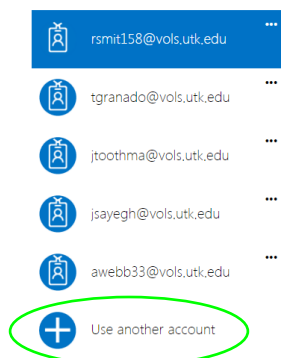 rsmit158@vols.utk.edu
tgranado@vols.utk.edu
jtoothma@vols.utk.edu
jsayegh@vols.utk.edu
awebb33@vols.utk.edu
Use another account